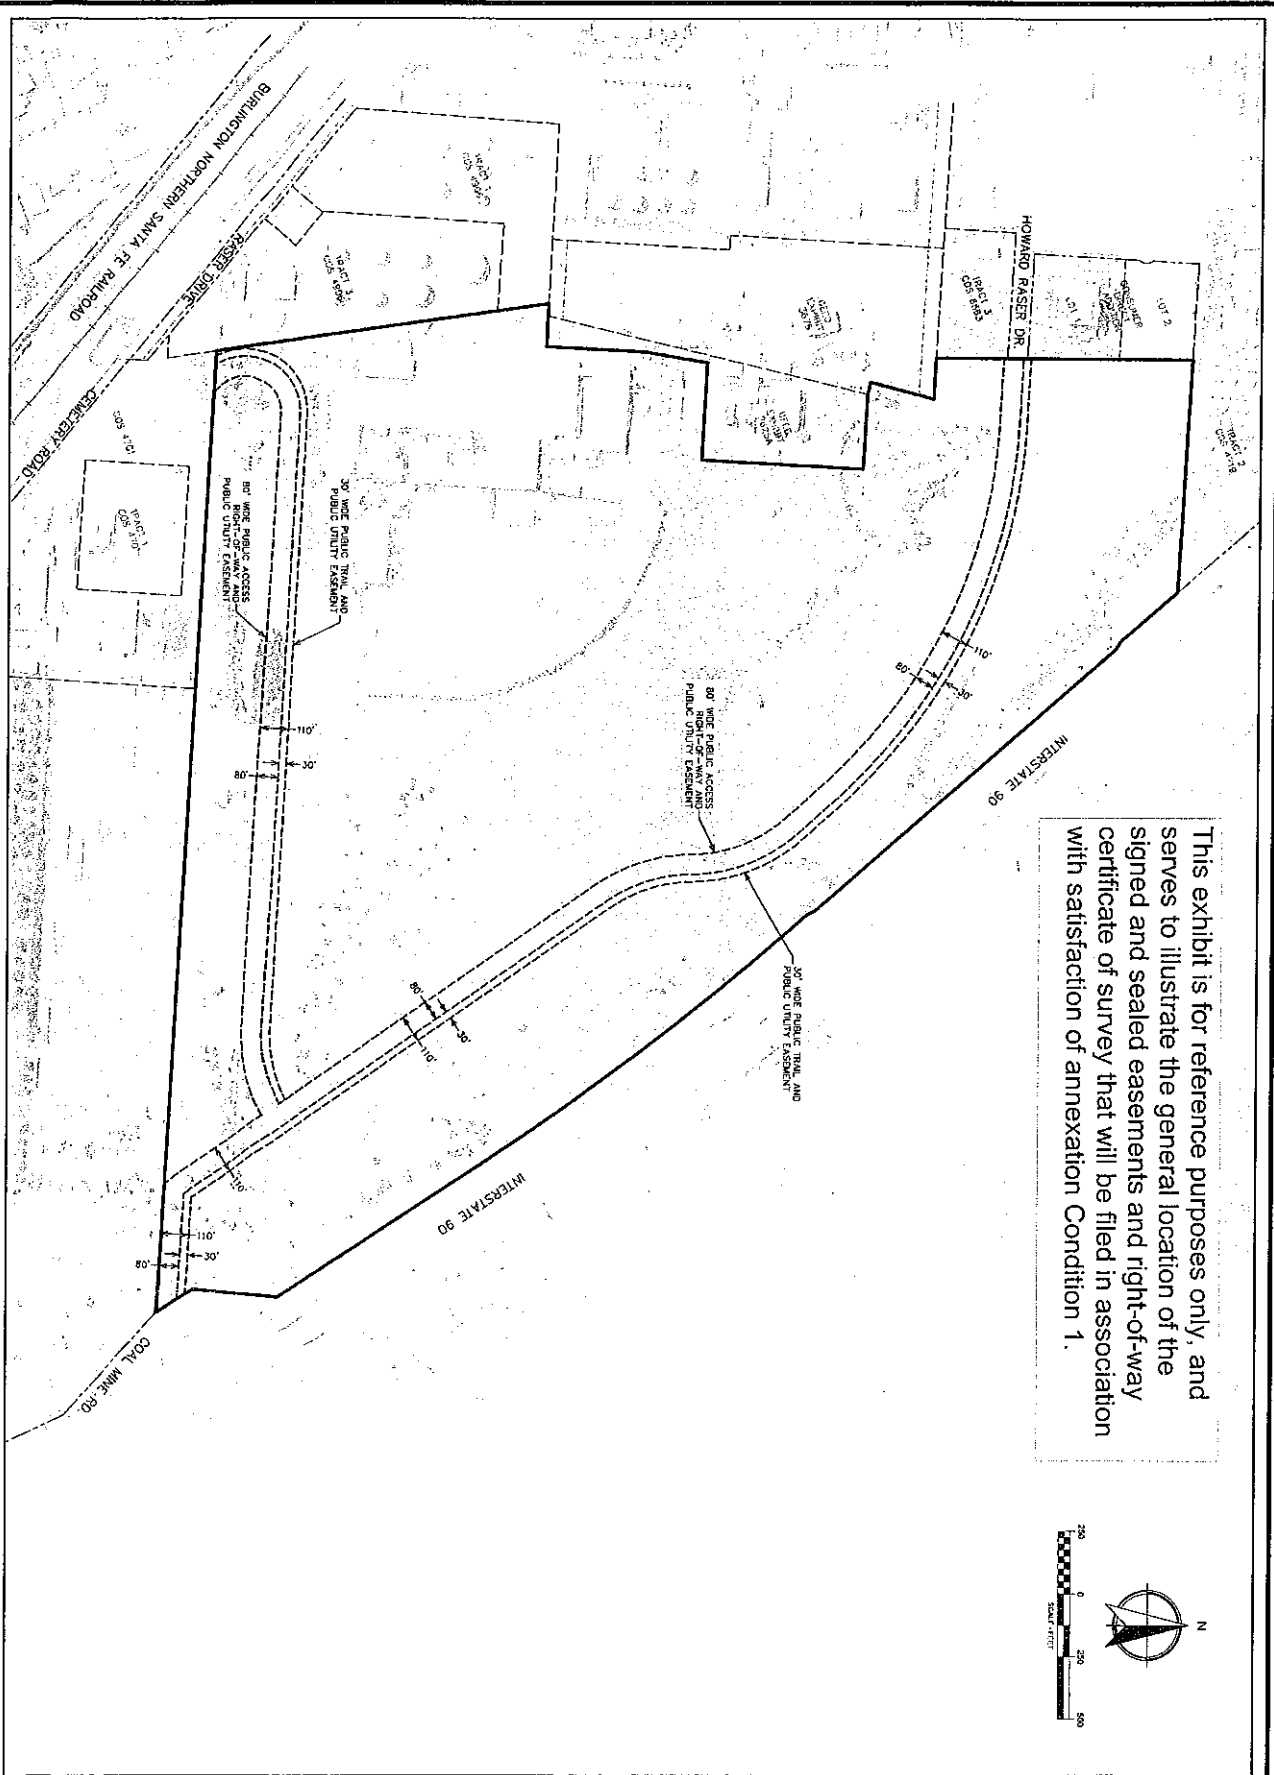 This exhibit is for reference purposes only, and
serves to illustrate the general location of the
signed and sealed easements and right-of-way
certificate of survey that will be filed in association
with satisfaction of annexation Condition 1.
N
250
0
250
500
SCALE - FEET
LOT 2
LOT 1
TRACT 2
HOWARD RASER DR.
TRACT 3
COS 8663
INTERSTATE 90
110'
80'
30'
80' WIDE PUBLIC ACCESS
RIGHT-OF-WAY AND
PUBLIC UTILITY EASEMENT
30' WIDE PUBLIC TRAIL AND
PUBLIC UTILITY EASEMENT
80'
30'
110'
INTERSTATE 90
TRACT 3
COS 4996
30' WIDE PUBLIC TRAIL AND
PUBLIC UTILITY EASEMENT
80' WIDE PUBLIC ACCESS
RIGHT-OF-WAY AND
PUBLIC UTILITY EASEMENT
110'
30'
80'
RASER DRIVE
BURLINGTON NORTHERN SANTA FE RAILROAD
CEMETERY ROAD
COS 4701
TRACT 1
110'
110'
30'
80'
COAL MINE RD.